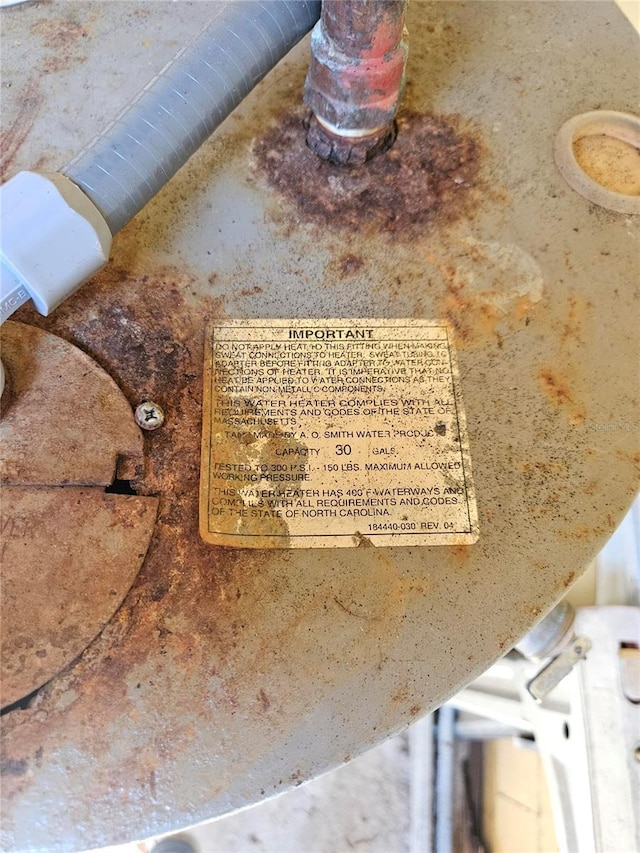 IMPORTANT
DO NOT APPLY HEAT TO THIS FITTING WHEN MAKING
SWEAT CONNECTIONS TO HEATER. SWEAT TUBING TO
ADAPTER BEFORE FITTING ADAPTER TO WATER CON-
NECTIONS OF HEATER. IT IS IMPERATIVE THAT NO
HEAT BE APPLIED TO WATER CONNECTIONS AS THEY
CONTAIN NON-METALLIC COMPONENTS.
THIS WATER HEATER COMPLIES WITH ALL
REQUIREMENTS AND CODES OF THE STATE OF
MASSACHUSETTS.
TANK MADE BY A. O. SMITH WATER PRODUC
CAPACITY 30 GALS.
TESTED TO 300 P.S.I. - 150 LBS. MAXIMUM ALLOWED
WORKING PRESSURE.
THIS WATER HEATER HAS 400°F WATERWAYS AND
COMPLIES WITH ALL REQUIREMENTS AND CODES
OF THE STATE OF NORTH CAROLINA.
184440-030 REV. 04